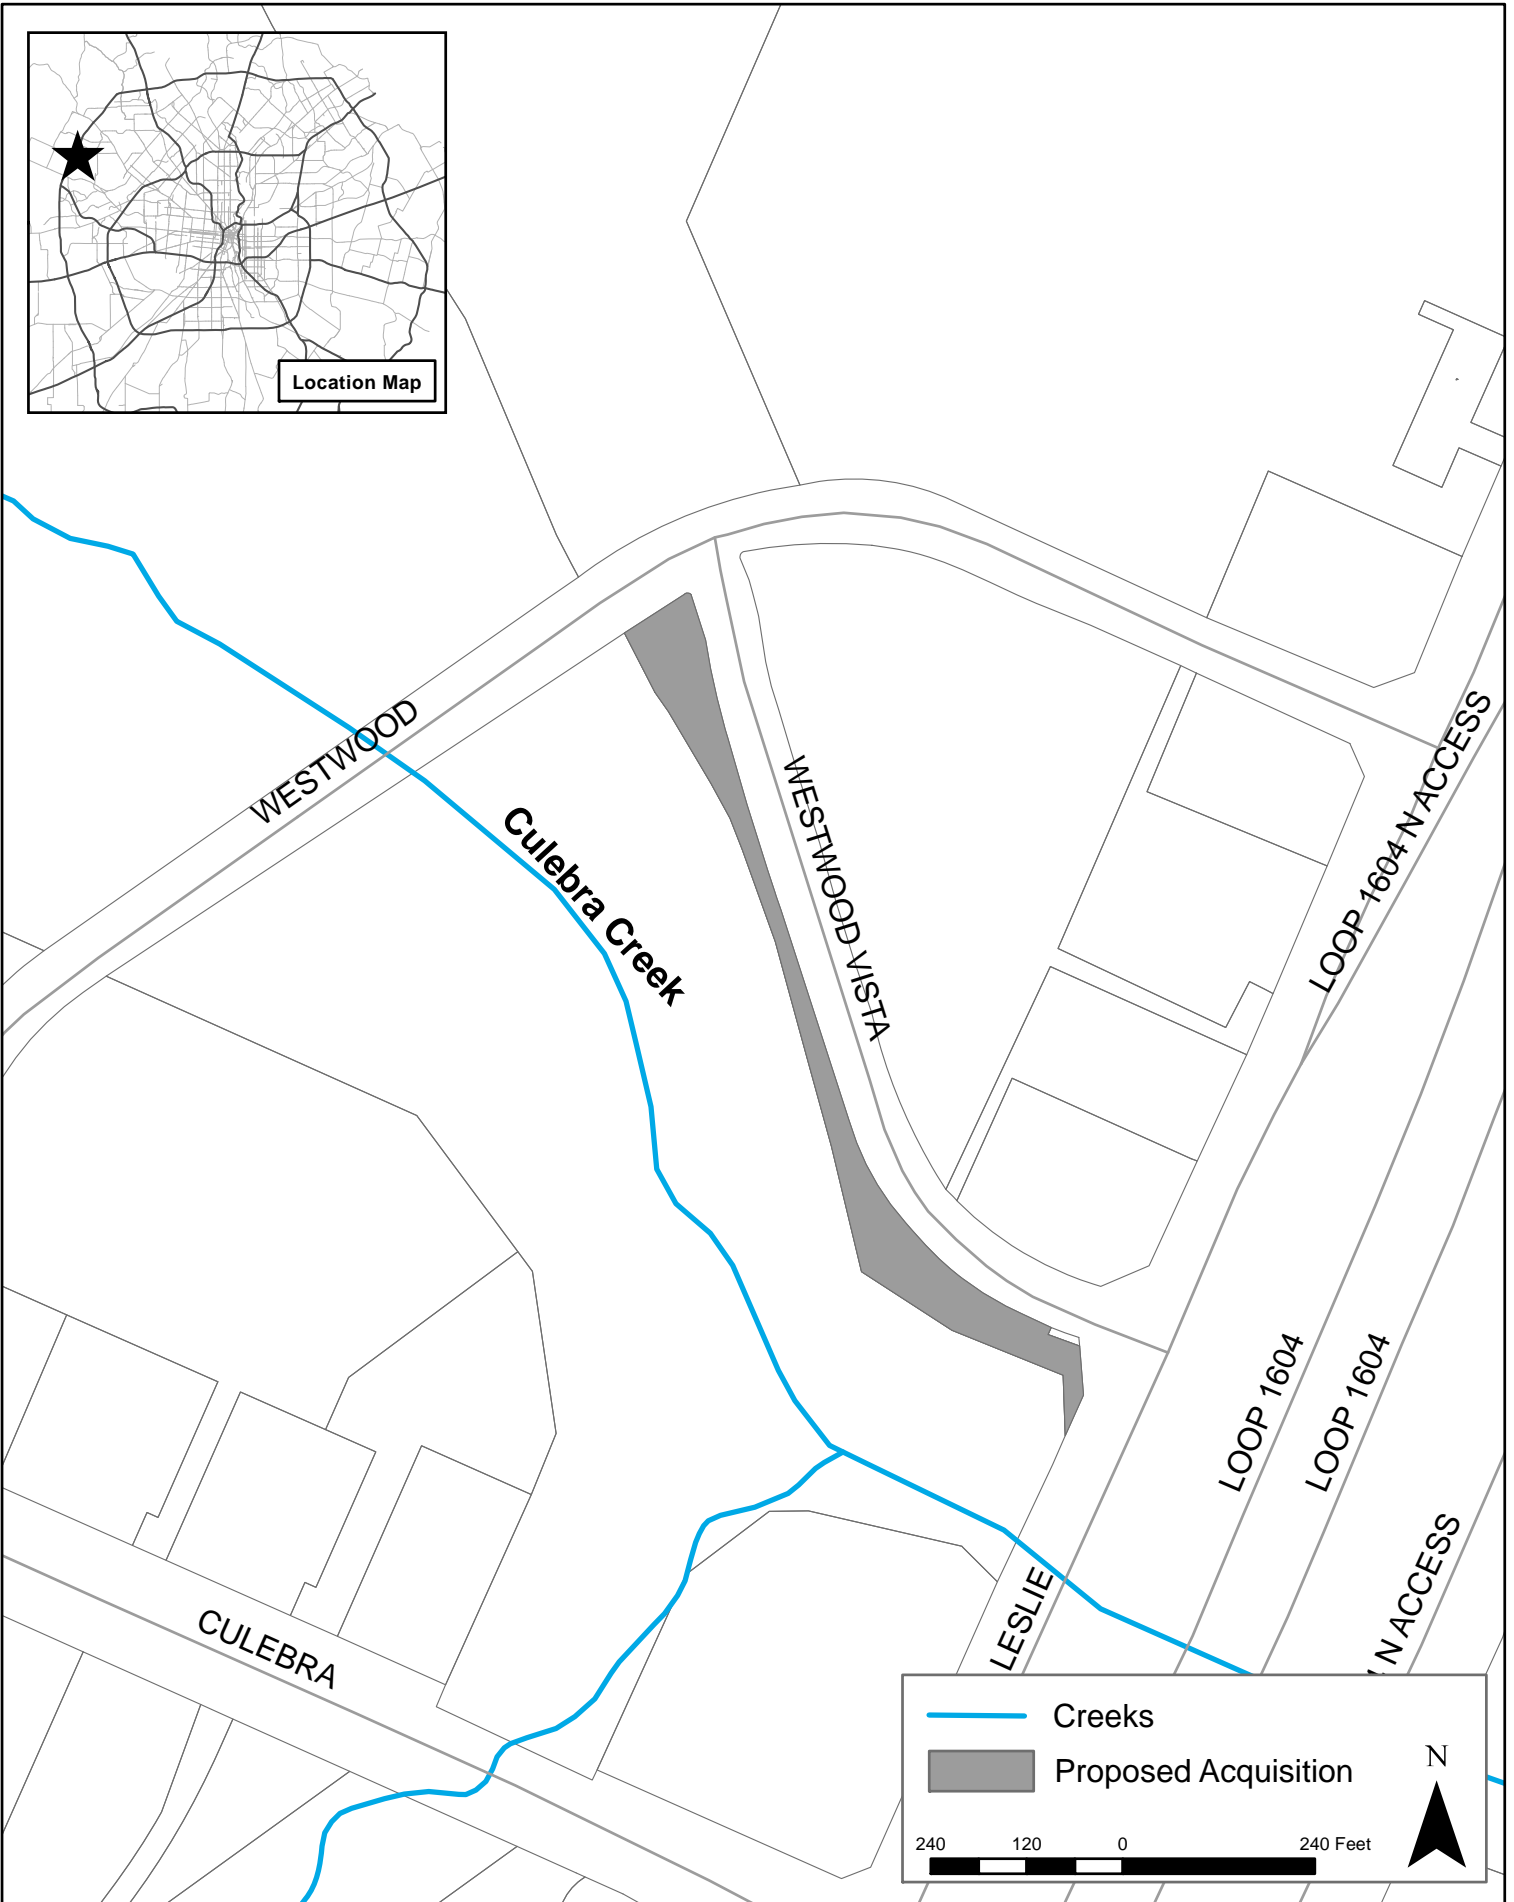 Location Map
WESTWOOD
Culebra Creek
WESTWOOD VISTA
LOOP 1604 N ACCESS
LOOP 1604
LOOP 1604
N ACCESS
LESLIE
CULEBRA
Creeks
Proposed Acquisition
N
240 120 0 240 Feet